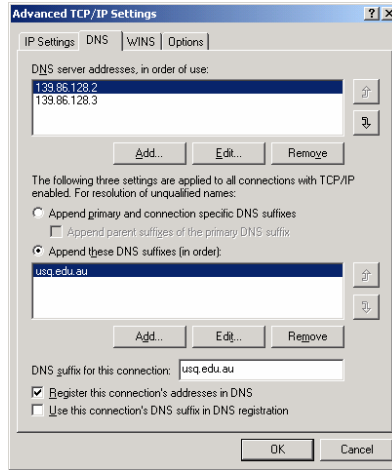 Advanced TCP/IP Settings
IP Settings DNS WINS Options
DNS server addresses, in order of use:
139.86.128.2
139.86.128.3
Add... Edit... Remove
The following three settings are applied to all connections with TCP/IP
enabled. For resolution of unqualified names:
Append primary and connection specific DNS suffixes
Append parent suffixes of the primary DNS suffix
Append these DNS suffixes (in order):
usq.edu.au
Add... Edit... Remove
DNS suffix for this connection: usq.edu.au
Register this connection's addresses in DNS
Use this connection's DNS suffix in DNS registration
OK Cancel